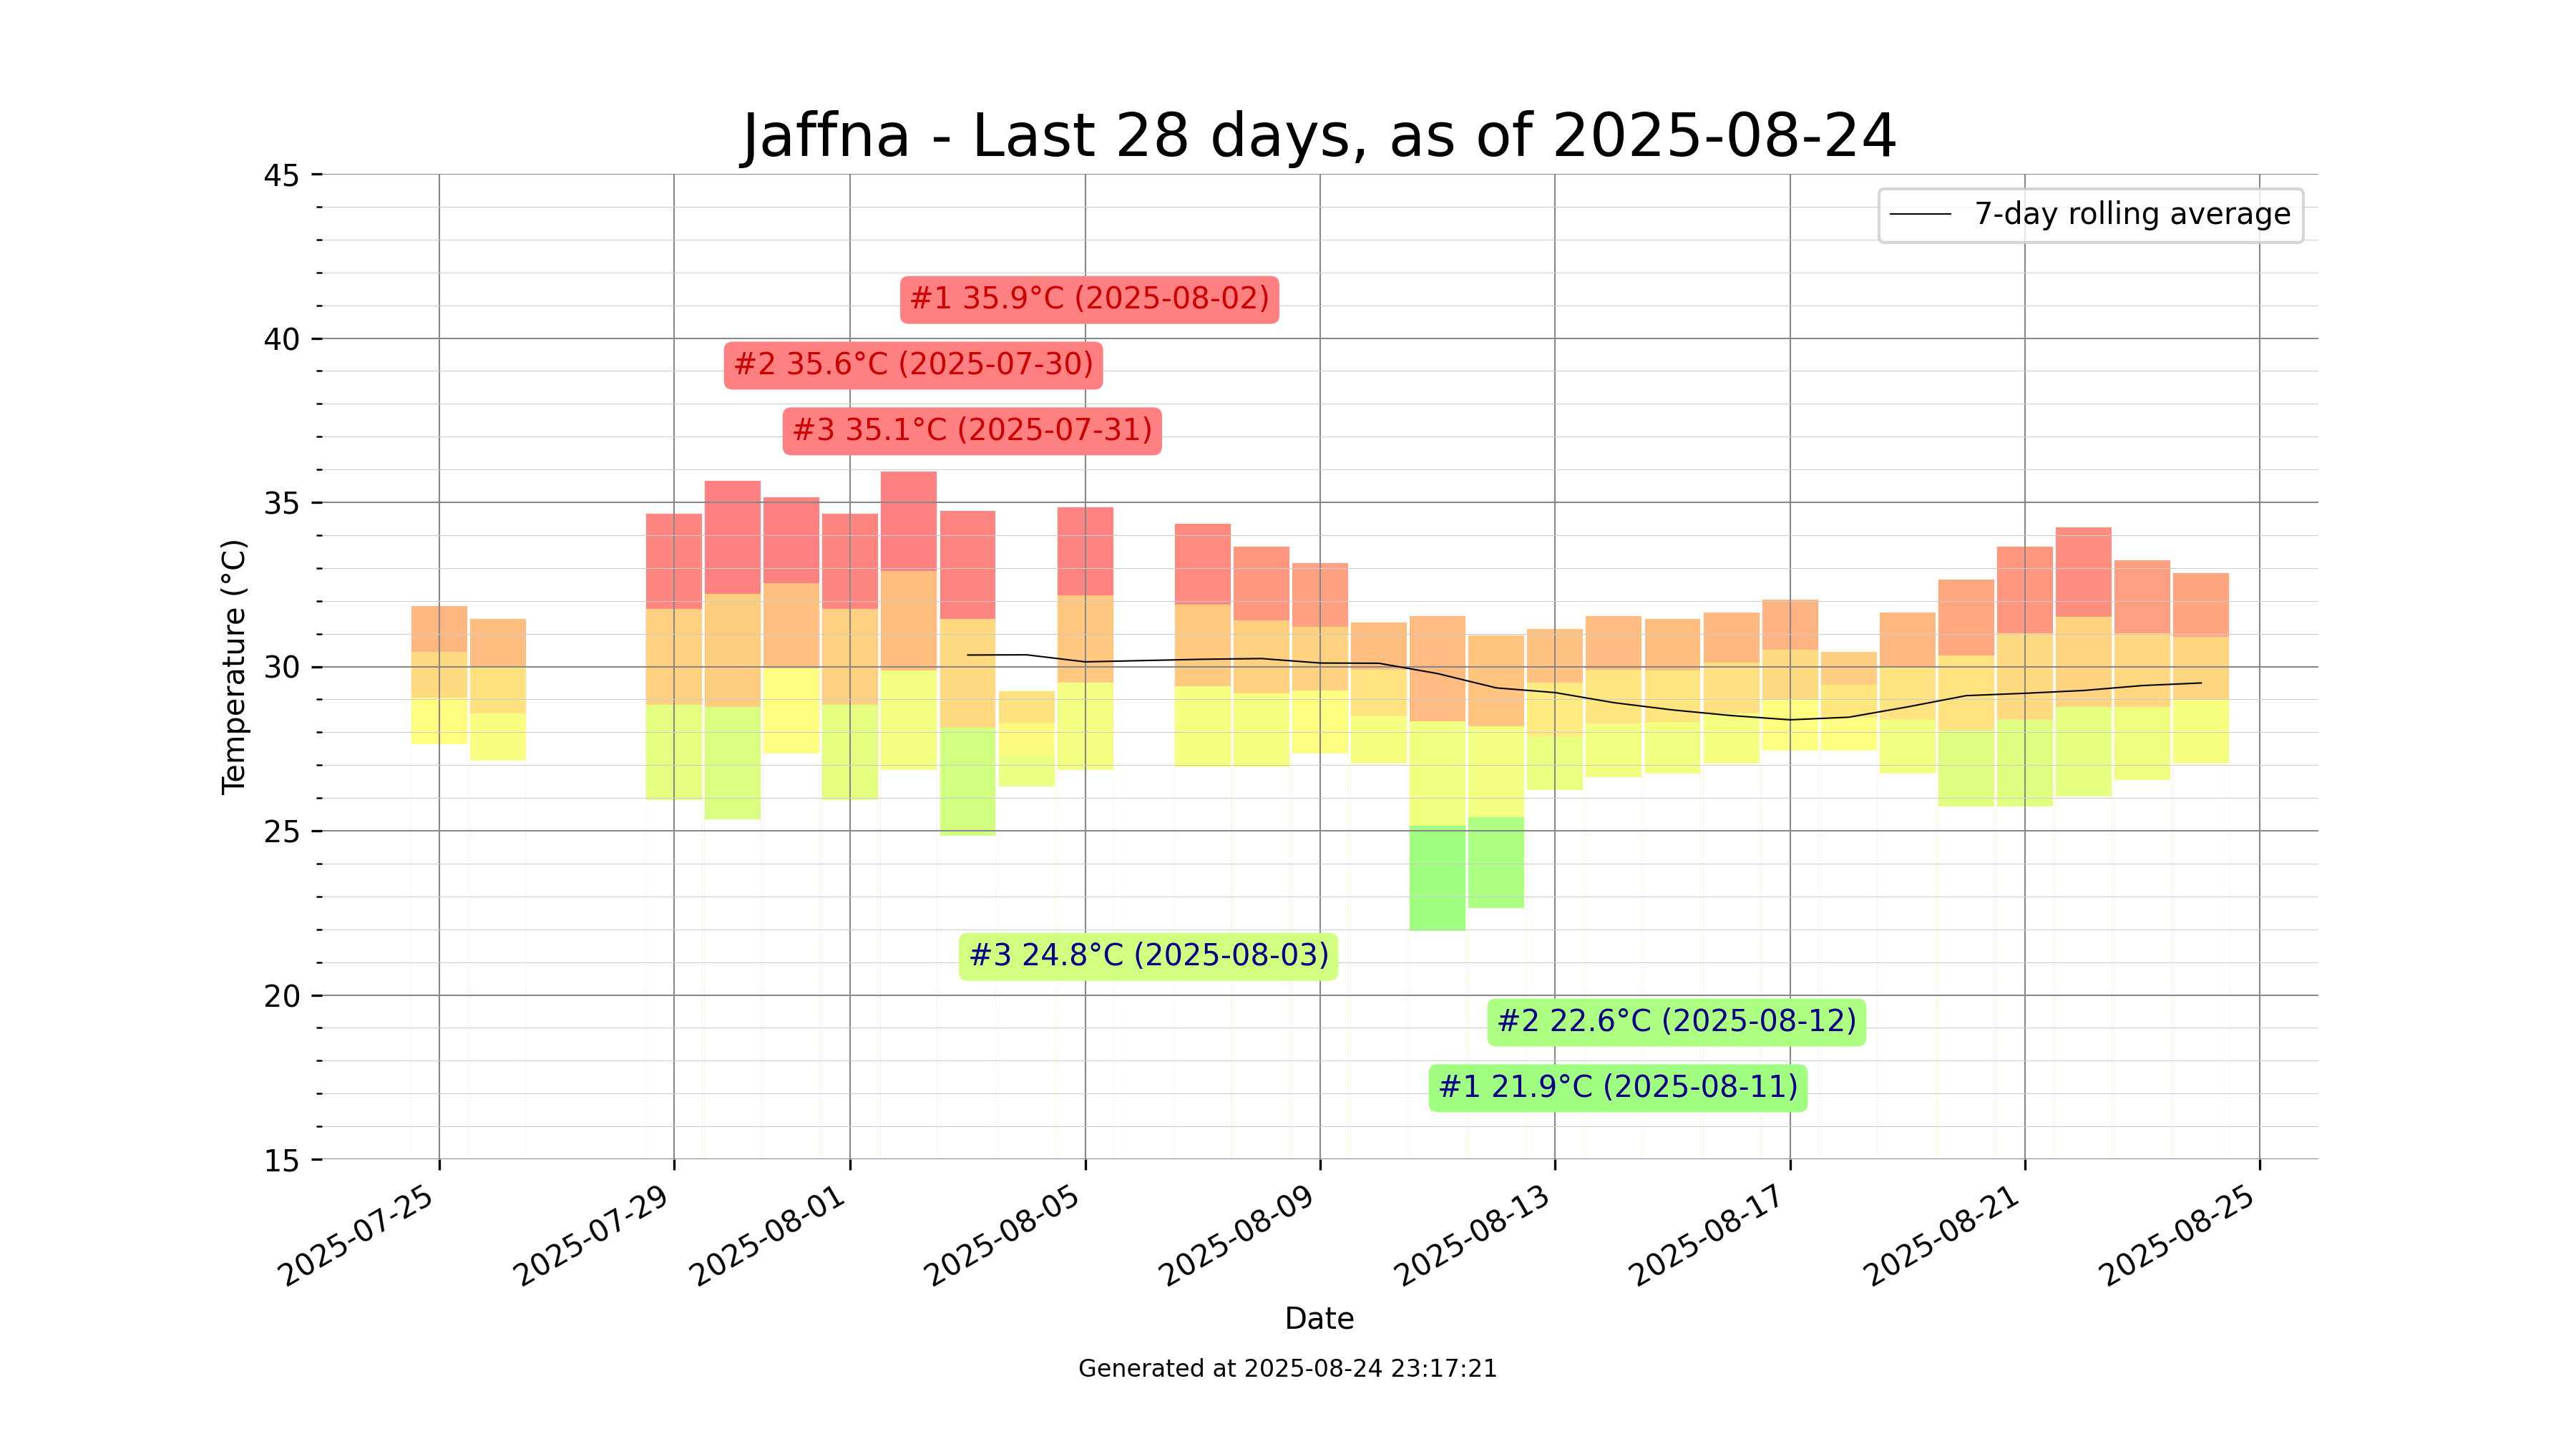 Jaffna - Last 28 days, as of 2025-08-24
7-day rolling average
45
40
35
30
25
20
15
Temperature (°C)
#1 35.9°C (2025-08-02)
#2 35.6°C (2025-07-30)
#3 35.1°C (2025-07-31)
#3 24.8°C (2025-08-03)
#2 22.6°C (2025-08-12)
#1 21.9°C (2025-08-11)
2025-07-25
2025-07-29
2025-08-01
2025-08-05
2025-08-09
2025-08-13
2025-08-17
2025-08-21
2025-08-25
Date
Generated at 2025-08-24 23:17:21